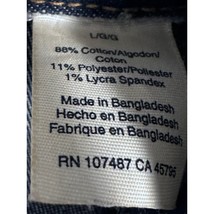 L/G/G
88% Cotton/Algodon/
Coton
11% Polyester/Poliester
1% Lycra Spandex
Made in Bangladesh
Hecho en Bangladesh
Fabrique en Bangladesh
RN 107487 CA 45795